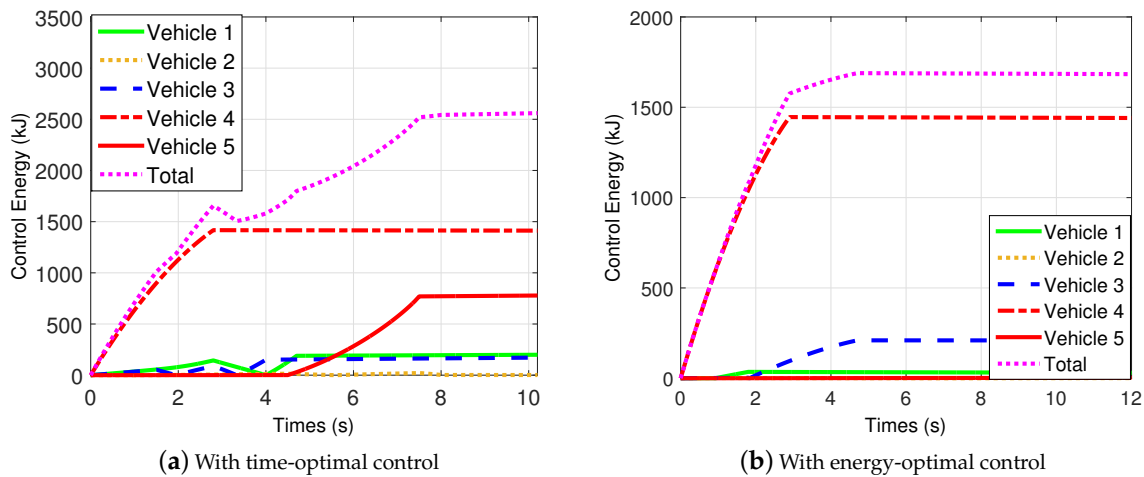 3500
3000
2500
2000
1500
1000
500
0
Control Energy (kJ)
Vehicle 1
Vehicle 2
Vehicle 3
Vehicle 4
Vehicle 5
Total
0 2 4 6 8 10
Times (s)
(a) With time-optimal control
2000
1500
1000
500
0
Control Energy (kJ)
Vehicle 1
Vehicle 2
Vehicle 3
Vehicle 4
Vehicle 5
Total
0 2 4 6 8 10 12
Times (s)
(b) With energy-optimal control